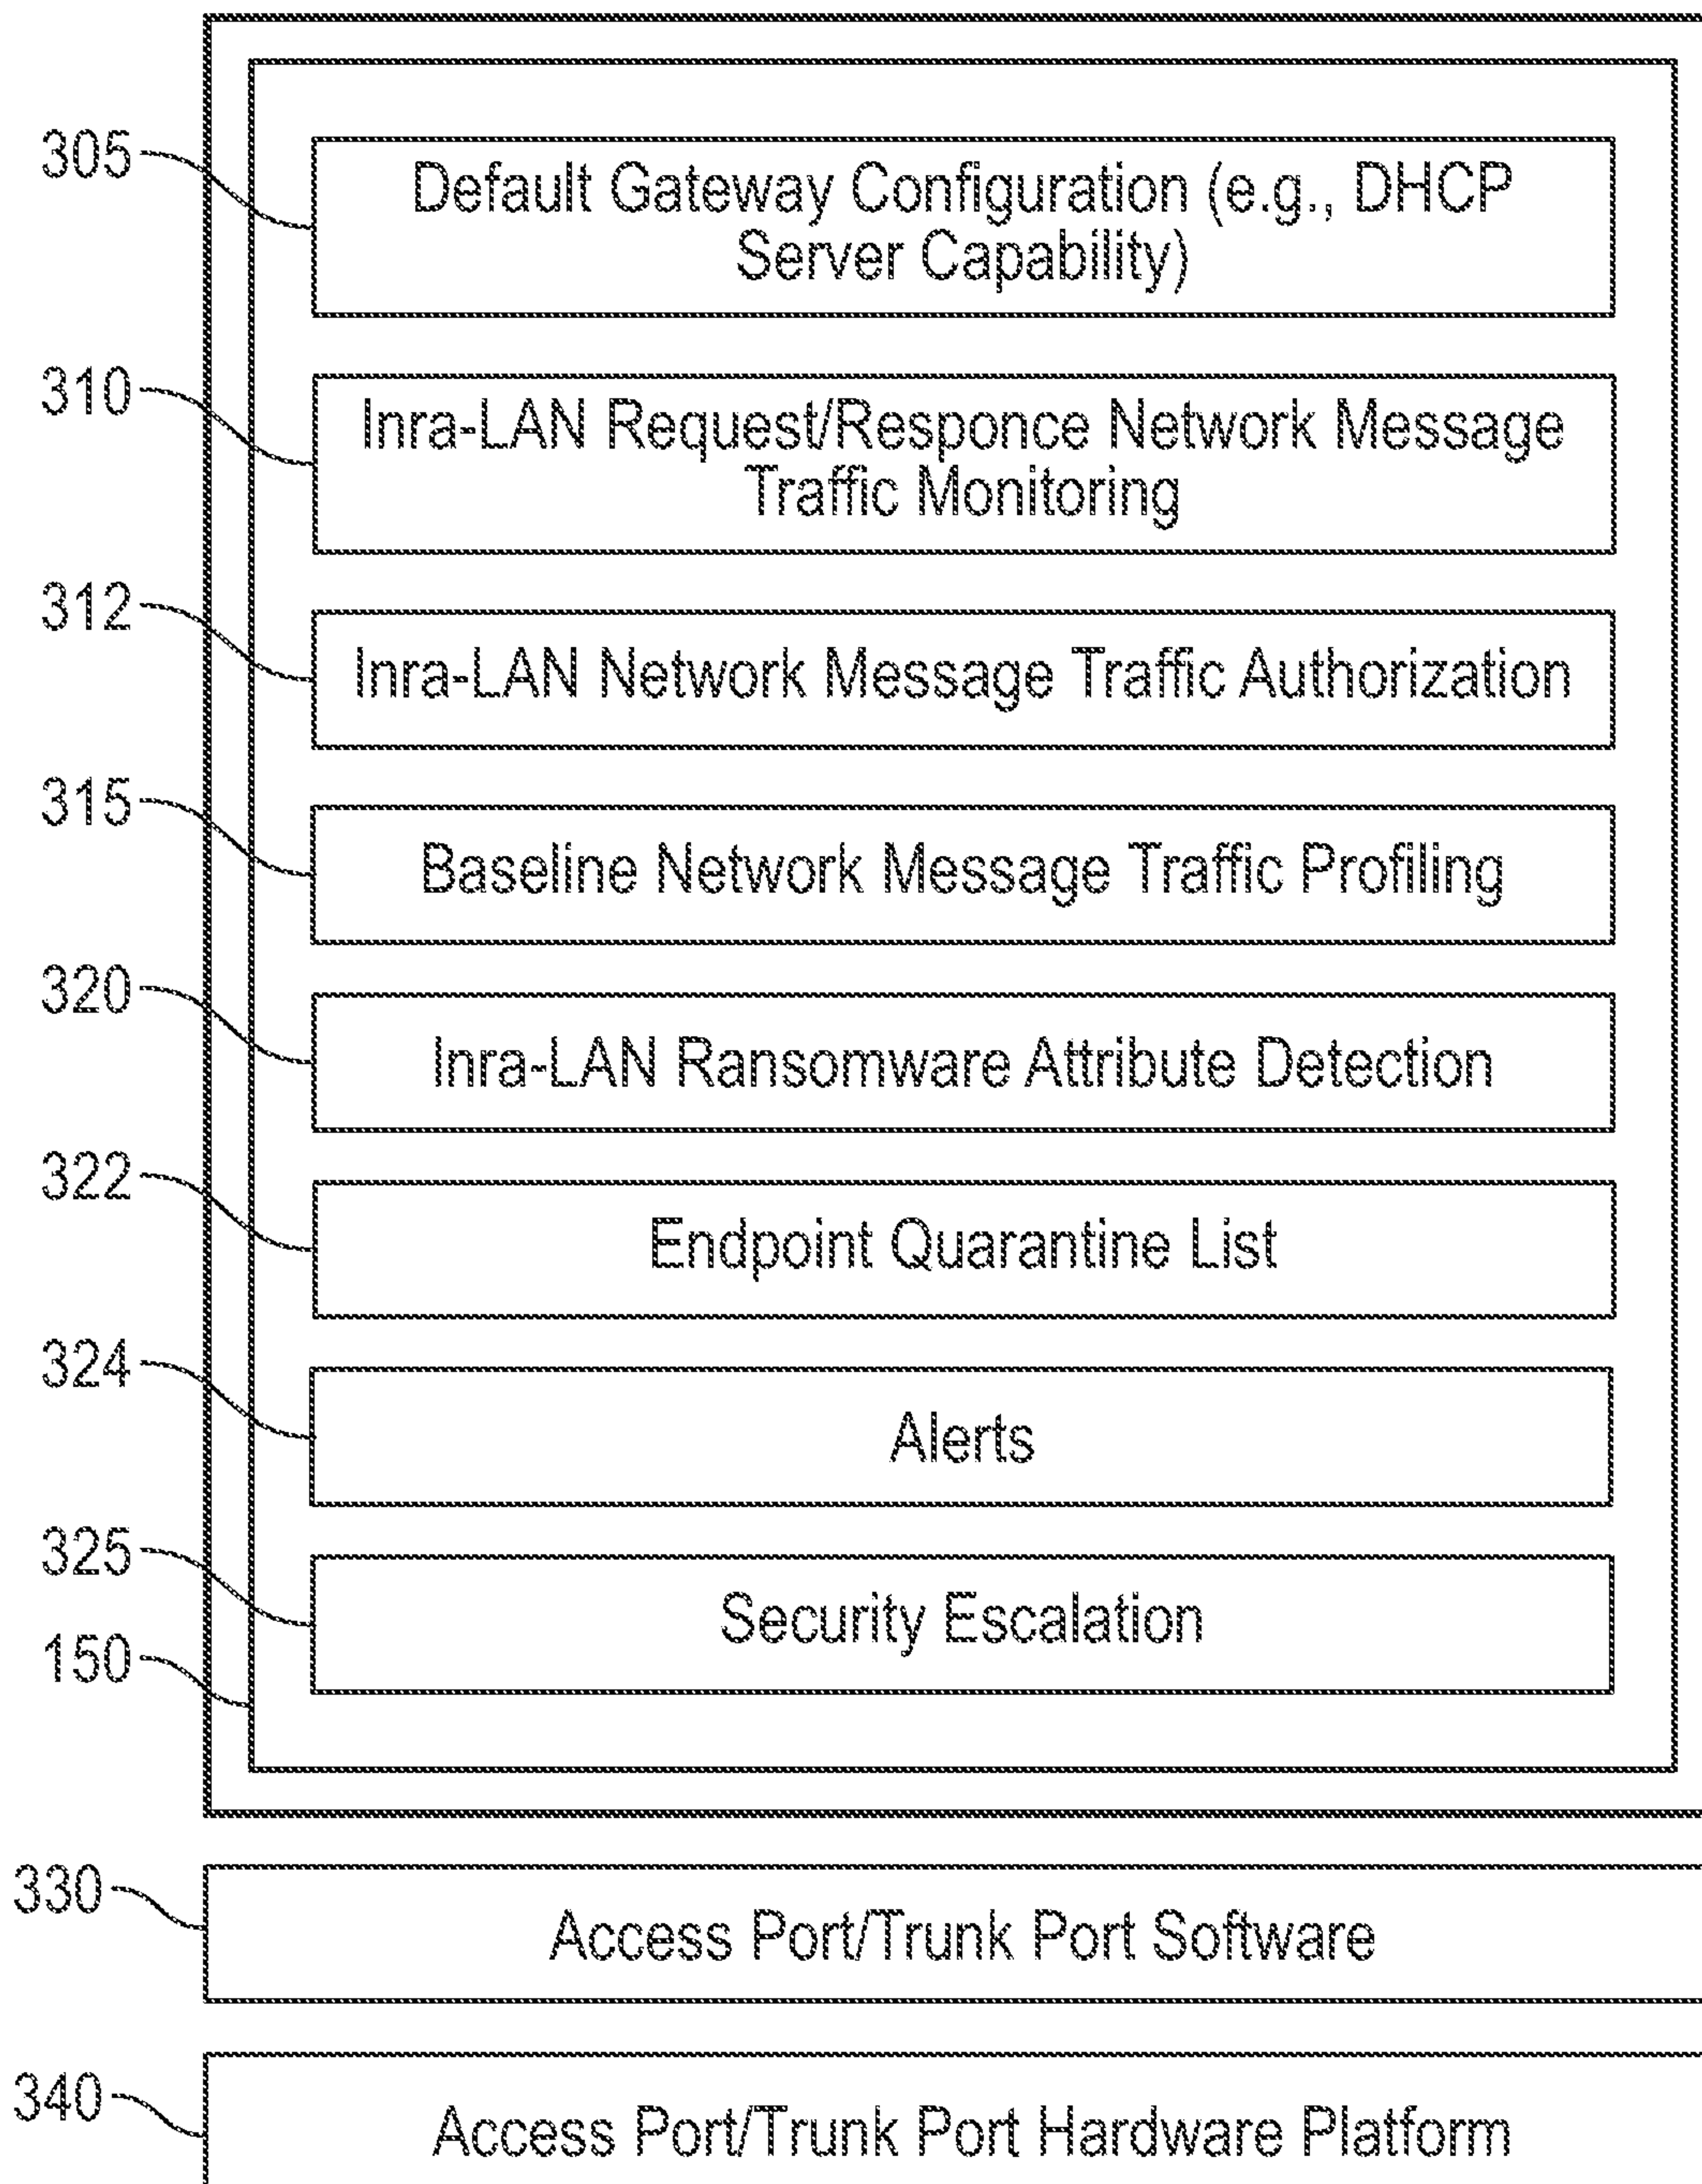 305
Default Gateway Configuration (e.g., DHCP
Server Capability)
310
Inra-LAN Request/Responce Network Message
Traffic Monitoring
312
Inra-LAN Network Message Traffic Authorization
315
Baseline Network Message Traffic Profiling
320
Inra-LAN Ransomware Attribute Detection
322
Endpoint Quarantine List
324
Alerts
325
Security Escalation
150
330
Access Port/Trunk Port Software
340
Access Port/Trunk Port Hardware Platform